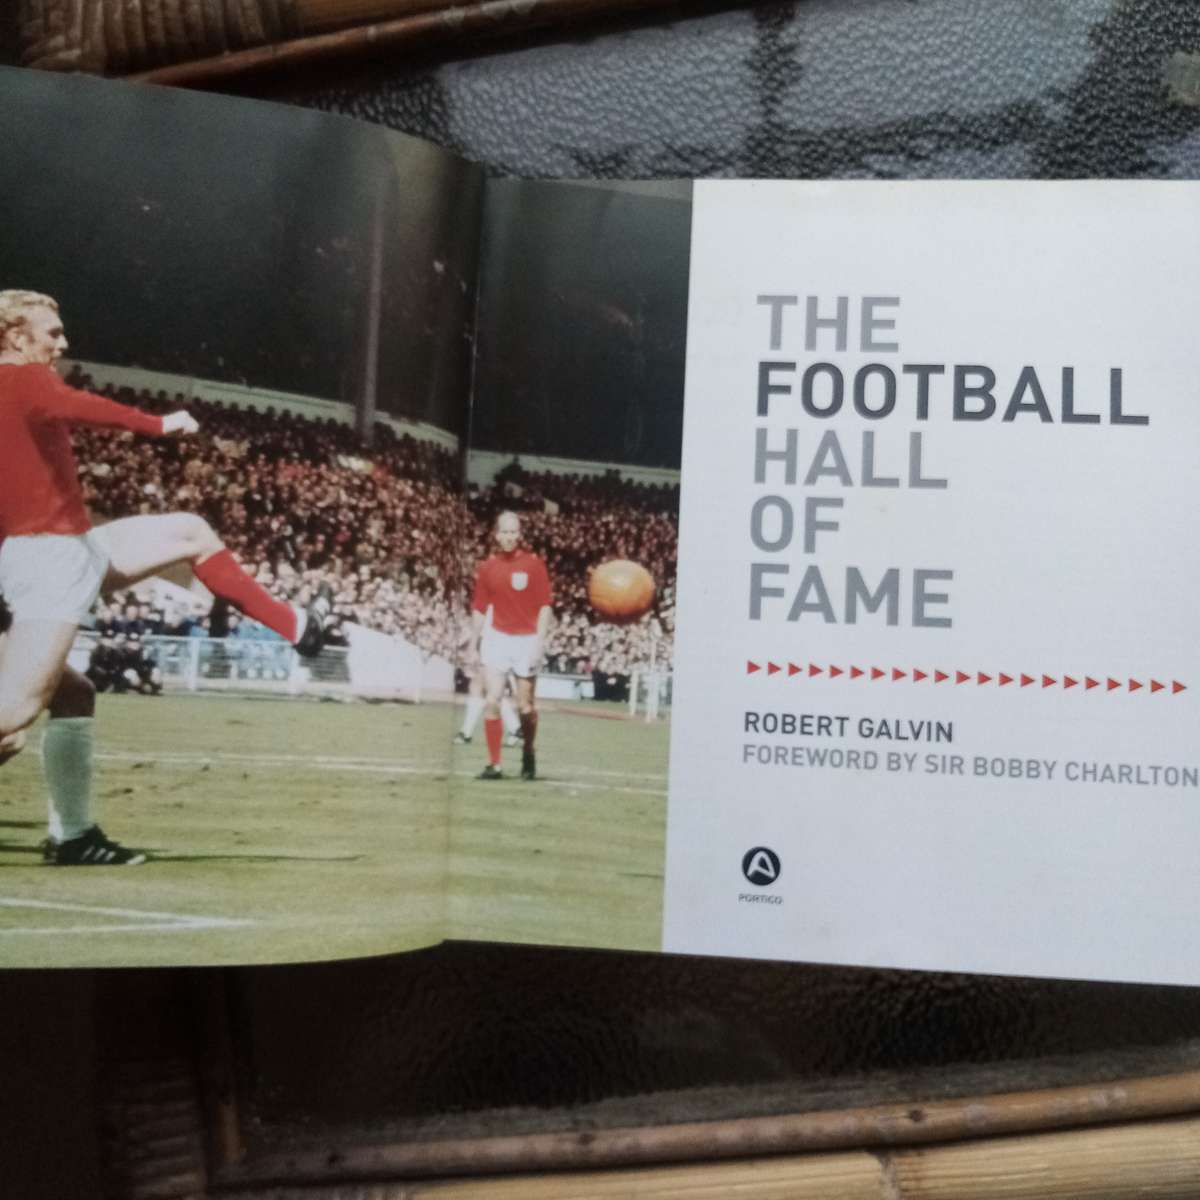 THE
FOOTBALL
HALL
OF
FAME
ROBERT GALVIN
FOREWORD BY SIR BOBBY CHARLTON
PORTICO